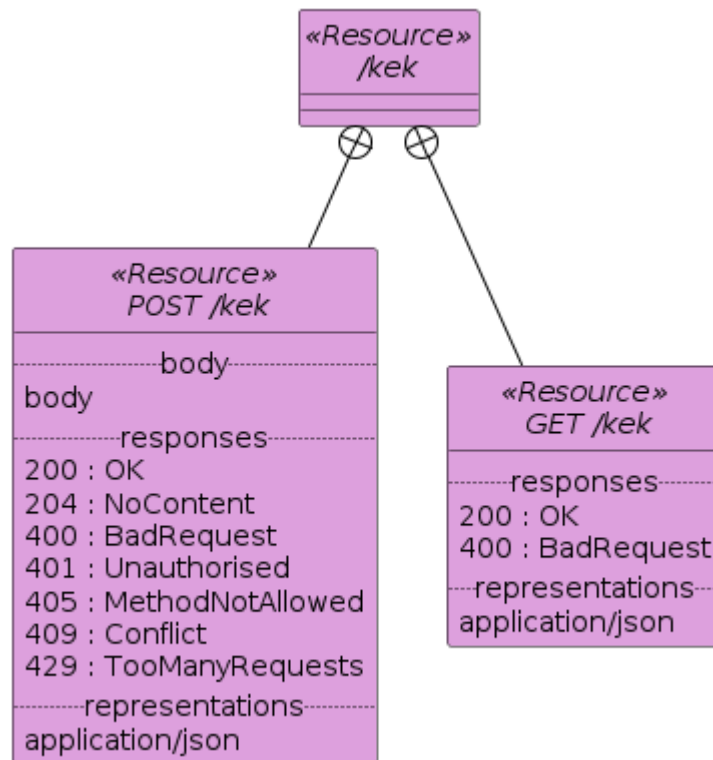 «Resource»
/kek
«Resource»
POST /kek
body
body
responses
200 : OK
204 : NoContent
400 : BadRequest
401 : Unauthorised
405 : MethodNotAllowed
409 : Conflict
429 : TooManyRequests
representations
application/json
«Resource»
GET /kek
responses
200 : OK
400 : BadRequest
representations
application/json